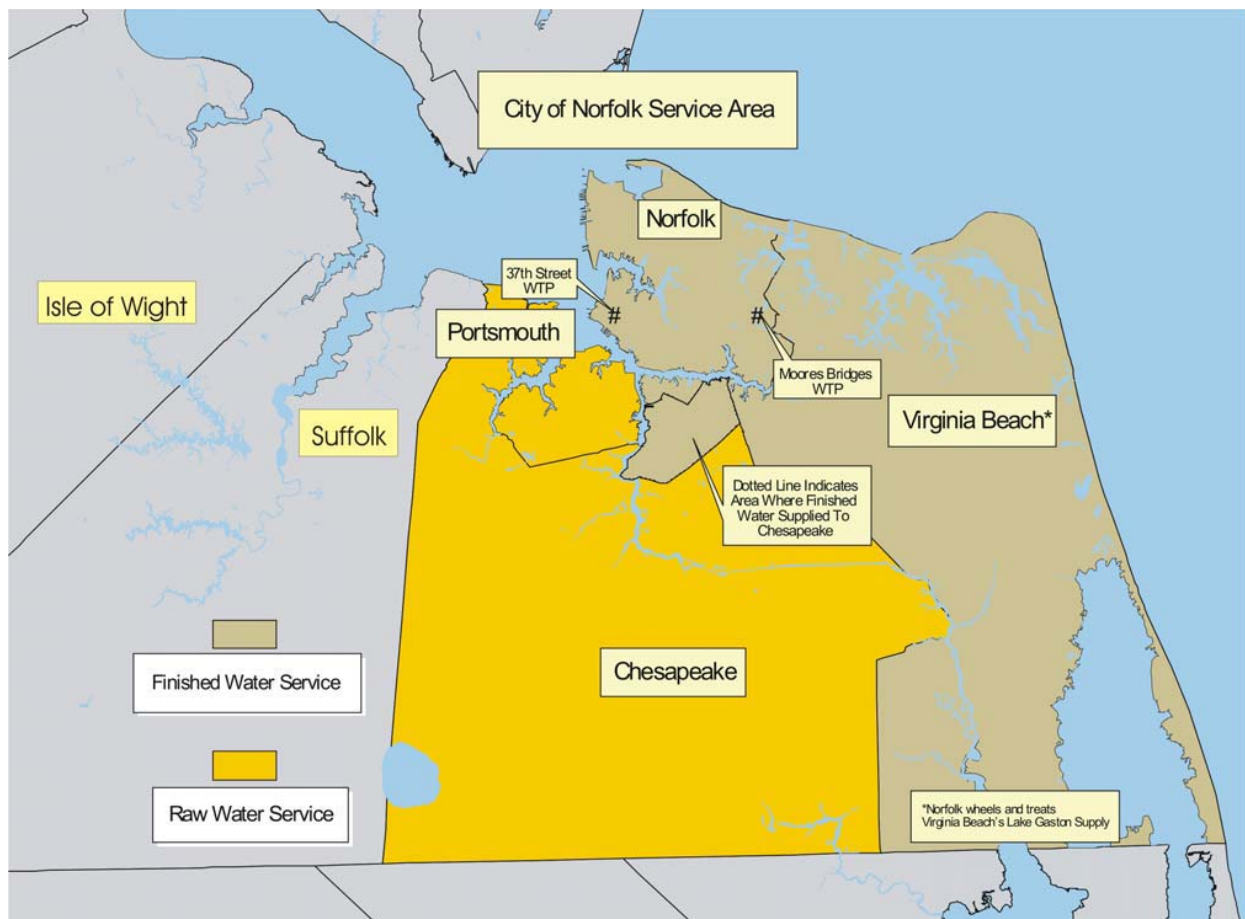 City of Norfolk Service Area
Norfolk
37th Street
WTP
#
#
Isle of Wight
Portsmouth
Moores Bridges
WTP
Virginia Beach*
Suffolk
Dotted Line Indicates
Area Where Finished
Water Supplied To
Chesapeake
Finished Water Service
Chesapeake
Raw Water Service
*Norfolk wheels and treats
Virginia Beach's Lake Gaston Supply